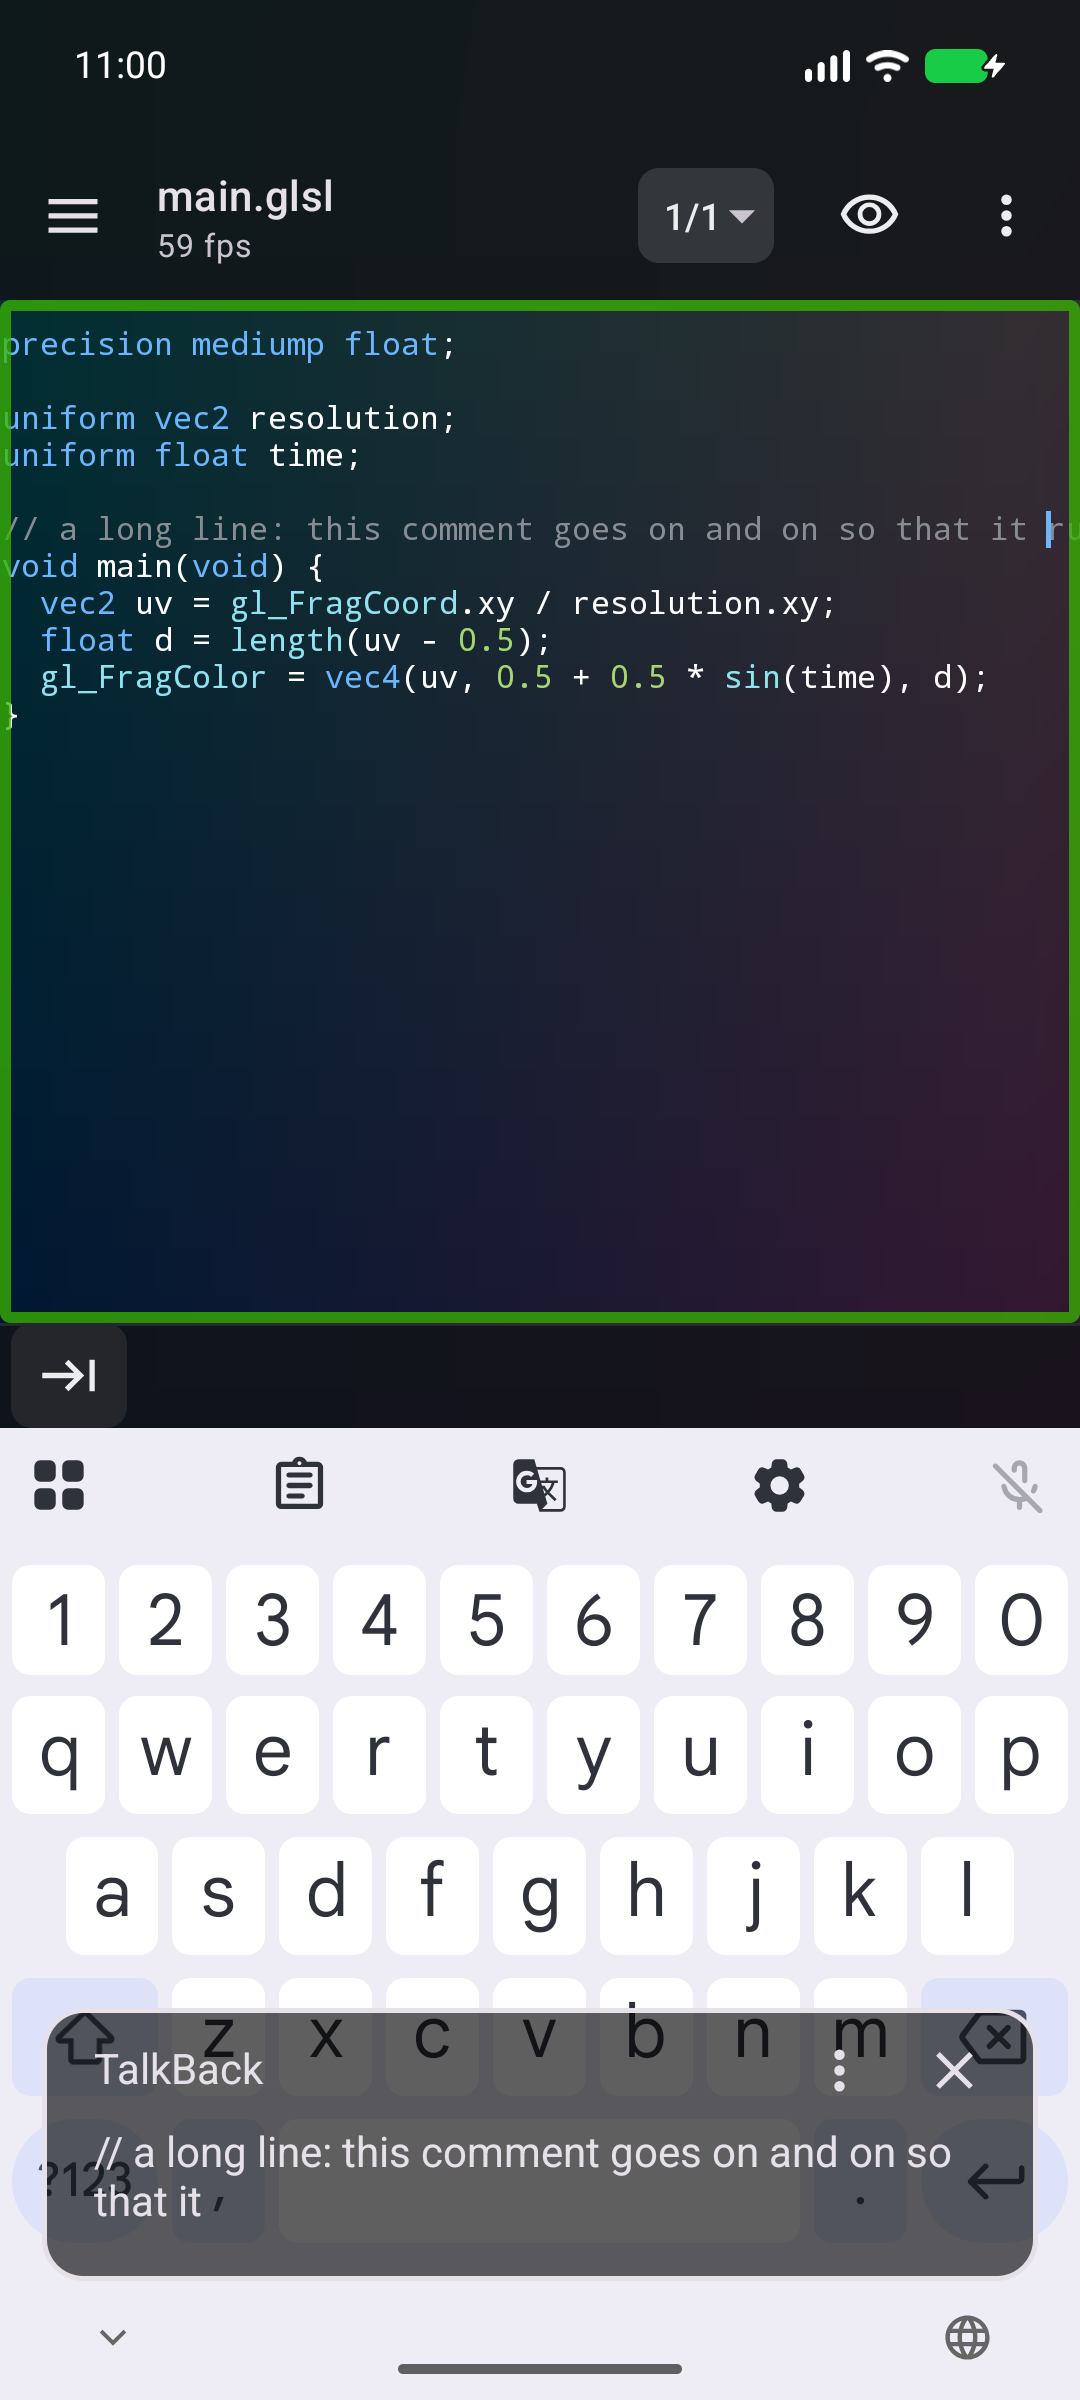 11:00
main.glsl
59 fps
1/1
precision mediump float;
uniform vec2 resolution;
uniform float time;
// a long line: this comment goes on and on so that it ru
void main(void) {
  vec2 uv = gl_FragCoord.xy / resolution.xy;
  float d = length(uv - 0.5);
  gl_FragColor = vec4(uv, 0.5 + 0.5 * sin(time), d);
}
1 2 3 4 5 6 7 8 9 0
q w e r t y u i o p
a s d f g h j k l
z x c v b n m
TalkBack
// a long line: this comment goes on and on so
that it
?123 , .